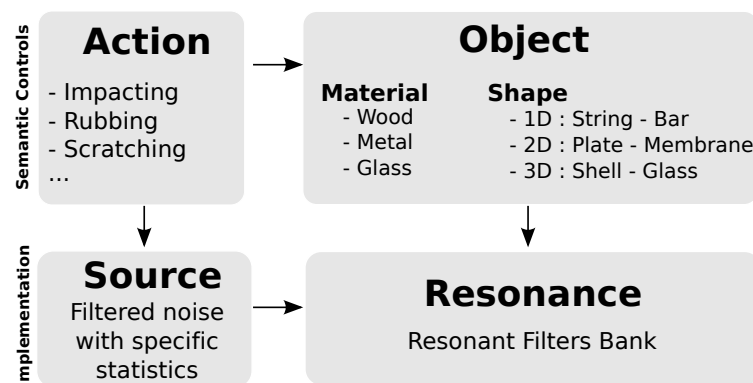 Semantic Controls
Action
- Impacting
- Rubbing
- Scratching
...
Object
Material
- Wood
- Metal
- Glass
Shape
- 1D : String - Bar
- 2D : Plate - Membrane
- 3D : Shell - Glass
mplementation
Source
Filtered noise
with specific
statistics
Resonance
Resonant Filters Bank